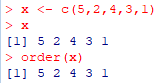 > x <- c(5,2,4,3,1)
> x
[1] 5 2 4 3 1
> order(x)
[1] 5 2 4 3 1